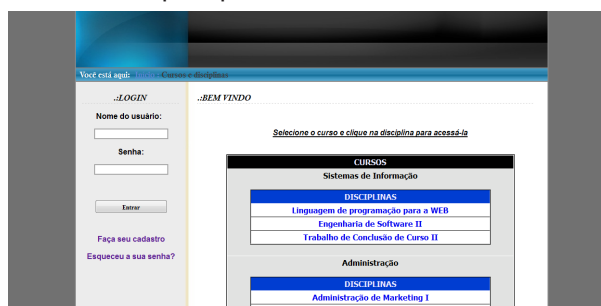 Você está aqui: Cursos e disciplinas
.:LOGIN
Nome do usuário:
Senha:
Entrar
Faça seu cadastro
Esqueceu a sua senha?
.:BEM VINDO
Selecione o curso e clique na disciplina para acessá-la
CURSOS
Sistemas de Informação
DISCIPLINAS
Linguagem de programação para a WEB
Engenharia de Software II
Trabalho de Conclusão de Curso II
Administração
DISCIPLINAS
Administração de Marketing I